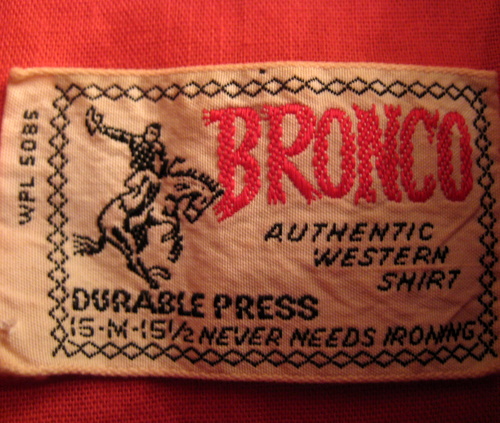 WPL 5085
BRONCO
AUTHENTIC
WESTERN
SHIRT
DURABLE PRESS
15-M-15½ NEVER NEEDS IRONING